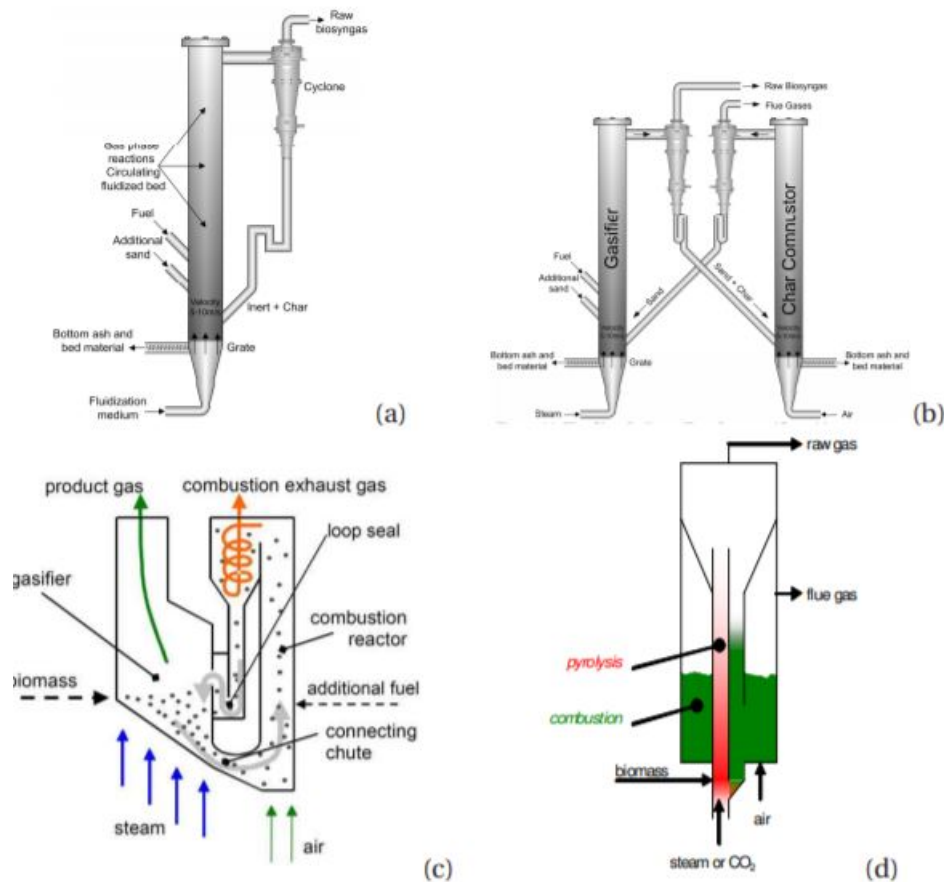 Raw
biosyngas
Cyclone
Gas phase
reactions
Circulating
fluidized bed
Fuel
Additional
sand
Velocity
Inert + Char
Bottom ash and
bed material
Grate
Fluidization
medium
(a)
Raw Biosyngas
Flue Gases
Gasifier
Char Combustor
Fuel
Additional
sand
Sand
Sand + Char
Velocity
Velocity
Bottom ash and
bed material
Grate
Bottom ash and
bed material
Steam
Air
(b)
product gas
combustion exhaust gas
loop seal
gasifier
combustion
reactor
biomass
additional fuel
connecting
chute
steam
air
(c)
raw gas
flue gas
pyrolysis
combustion
biomass
air
steam or CO₂
(d)